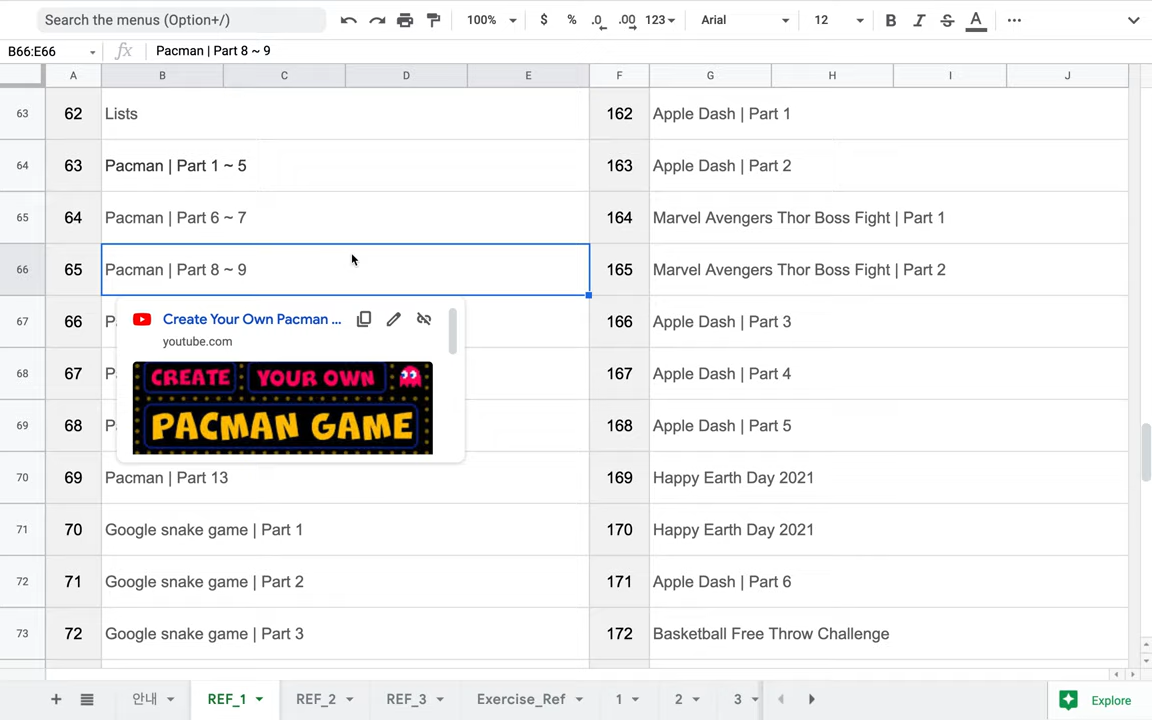 Search the menus (Option+/)
100%
$ % .0 .00 123
Arial
12
B I S A
B66:E66
fx
Pacman | Part 8 ~ 9
A B C D E F G H I J
63 62 Lists 162 Apple Dash | Part 1
64 63 Pacman | Part 1 ~ 5 163 Apple Dash | Part 2
65 64 Pacman | Part 6 ~ 7 164 Marvel Avengers Thor Boss Fight | Part 1
66 65 Pacman | Part 8 ~ 9 165 Marvel Avengers Thor Boss Fight | Part 2
67 66 P 166 Apple Dash | Part 3
Create Your Own Pacman ...
youtube.com
68 67 P 167 Apple Dash | Part 4
CREATE YOUR OWN
69 68 P 168 Apple Dash | Part 5
PACMAN GAME
70 69 Pacman | Part 13 169 Happy Earth Day 2021
71 70 Google snake game | Part 1 170 Happy Earth Day 2021
72 71 Google snake game | Part 2 171 Apple Dash | Part 6
73 72 Google snake game | Part 3 172 Basketball Free Throw Challenge
안내 REF_1 REF_2 REF_3 Exercise_Ref 1 2 3 Explore